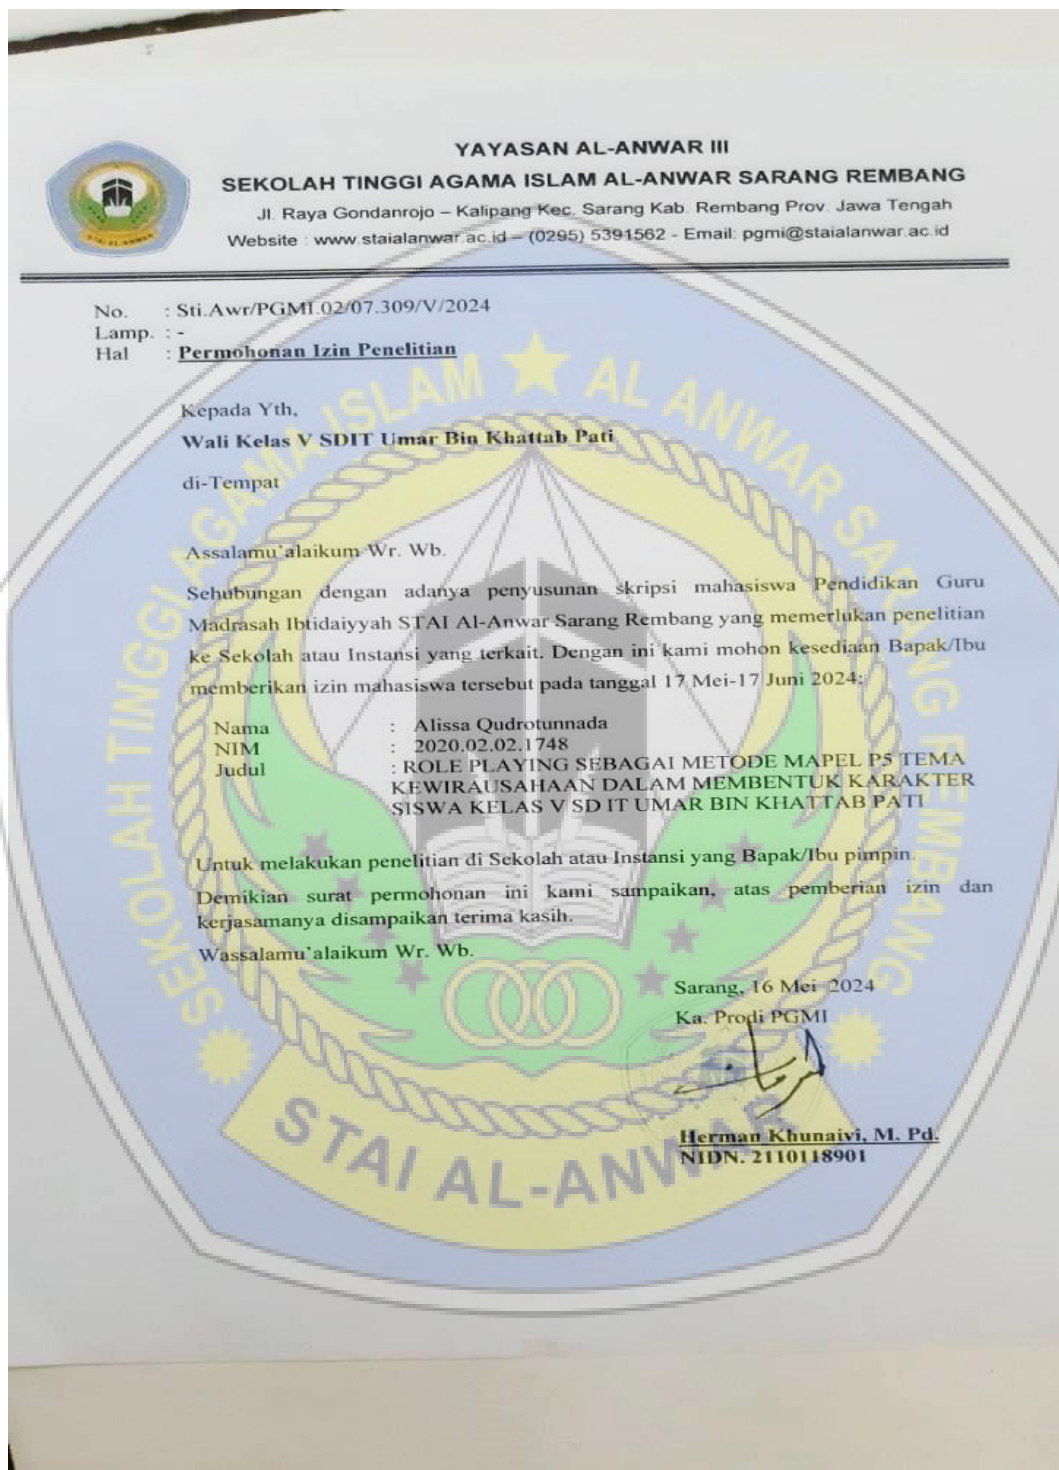 YAYASAN AL-ANWAR III
SEKOLAH TINGGI AGAMA ISLAM AL-ANWAR SARANG REMBANG
Jl. Raya Gondanrojo – Kalipang Kec. Sarang Kab. Rembang Prov. Jawa Tengah
Website : www.staialanwar.ac.id – (0295) 5391562 - Email: pgmi@staialanwar.ac.id
STAI AL-ANWAR
No. : Sti.Awr/PGMI.02/07.309/V/2024
Lamp. : -
Hal : Permohonan Izin Penelitian
Kepada Yth,
Wali Kelas V SDIT Umar Bin Khattab Pati
di-Tempat
Assalamu'alaikum Wr. Wb.
Sehubungan dengan adanya penyusunan skripsi mahasiswa Pendidikan Guru
Madrasah Ibtidaiyyah STAI Al-Anwar Sarang Rembang yang memerlukan penelitian
ke Sekolah atau Instansi yang terkait. Dengan ini kami mohon kesediaan Bapak/Ibu
memberikan izin mahasiswa tersebut pada tanggal 17 Mei-17 Juni 2024:
Nama : Alissa Qudrotunnada
NIM : 2020.02.02.1748
Judul : ROLE PLAYING SEBAGAI METODE MAPEL P5 TEMA
KEWIRAUSAHAAN DALAM MEMBENTUK KARAKTER
SISWA KELAS V SD IT UMAR BIN KHATTAB PATI
Untuk melakukan penelitian di Sekolah atau Instansi yang Bapak/Ibu pimpin.
Demikian surat permohonan ini kami sampaikan, atas pemberian izin dan
kerjasamanya disampaikan terima kasih.
Wassalamu'alaikum Wr. Wb.
Sarang, 16 Mei 2024
Ka. Prodi PGMI
Herman Khunaivi, M. Pd.
NIDN. 2110118901
SEKOLAH TINGGI AGAMA ISLAM AL ANWAR SARANG REMBANG
STAI AL-ANWAR